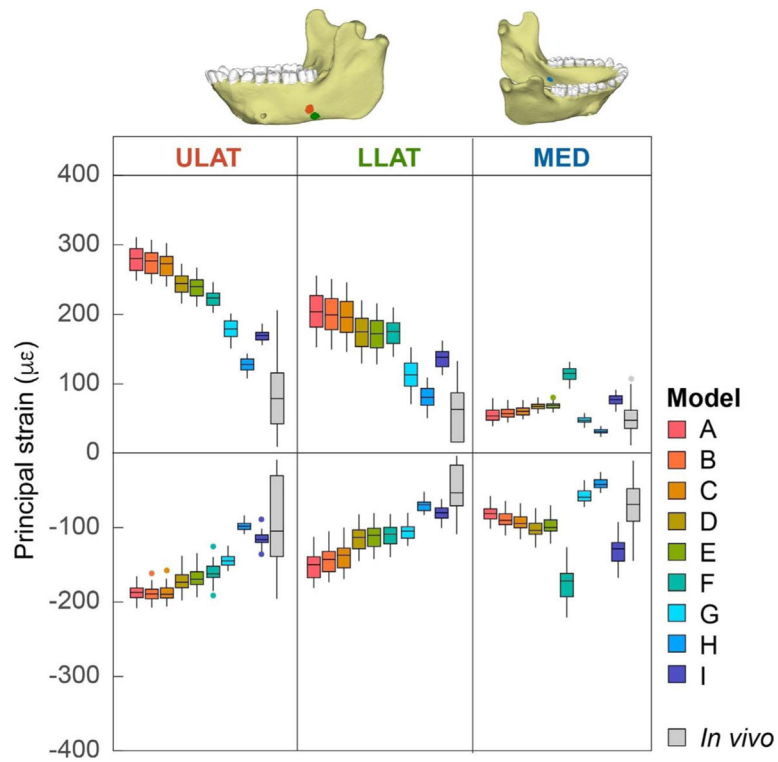 ULAT LLAT MED
400
300
200
100
0
-100
-200
-300
-400
Principal strain (µε)
Model
A
B
C
D
E
F
G
H
I
In vivo